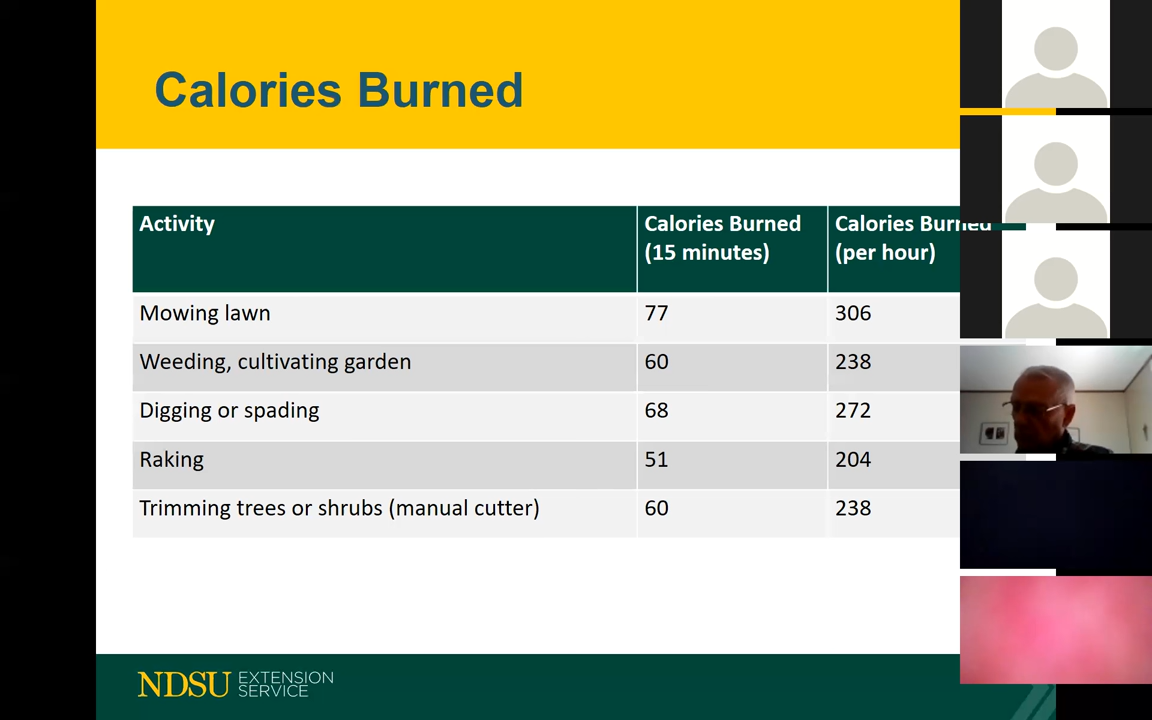 Calories Burned
Activity
Calories Burned
(15 minutes)
Calories Burned
(per hour)
Mowing lawn 77 306
Weeding, cultivating garden 60 238
Digging or spading 68 272
Raking 51 204
Trimming trees or shrubs (manual cutter) 60 238
NDSU EXTENSION
SERVICE